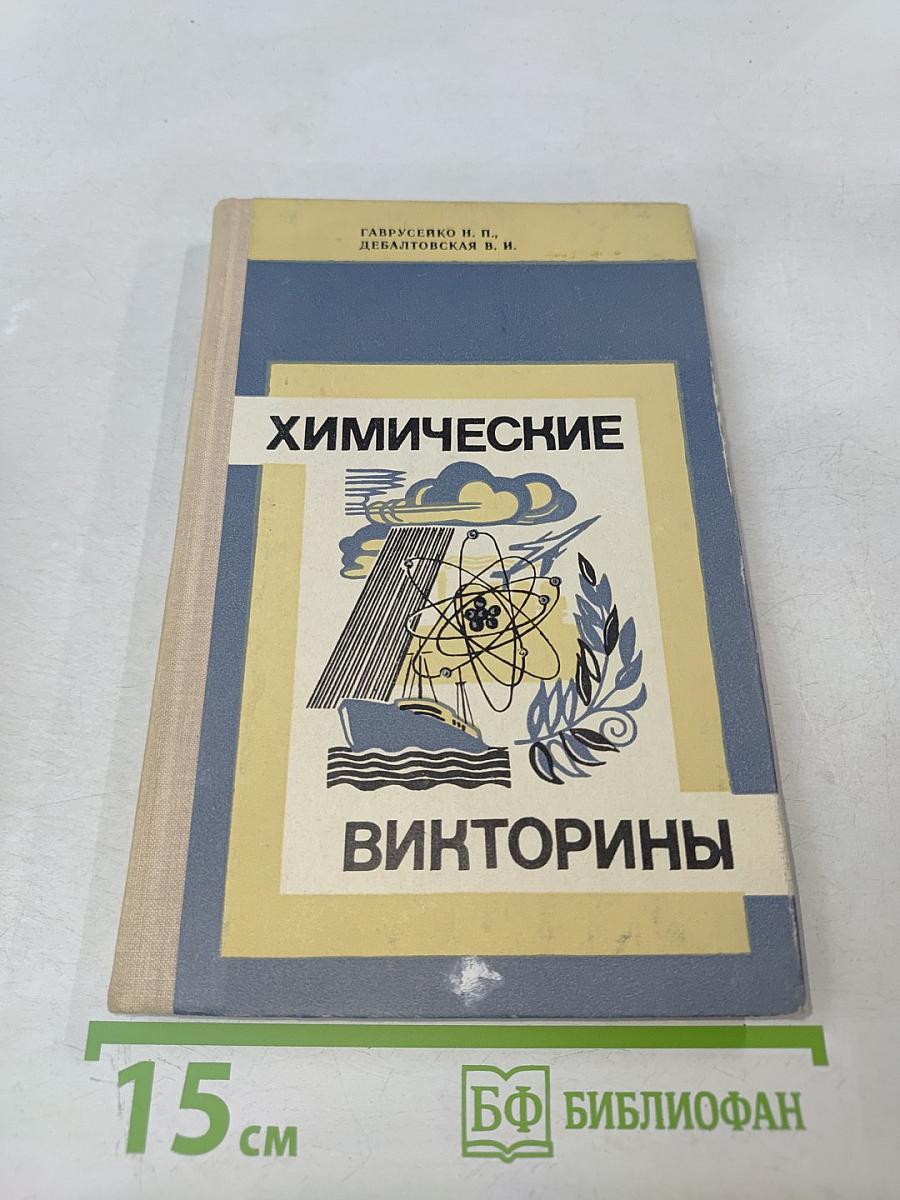 ГАВРУСЕЙКО Н. П.,
ДЕБАЛТОВСКАЯ В. И.
ХИМИЧЕСКИЕ
ВИКТОРИНЫ
15 см
БФ БИБЛИОФАН